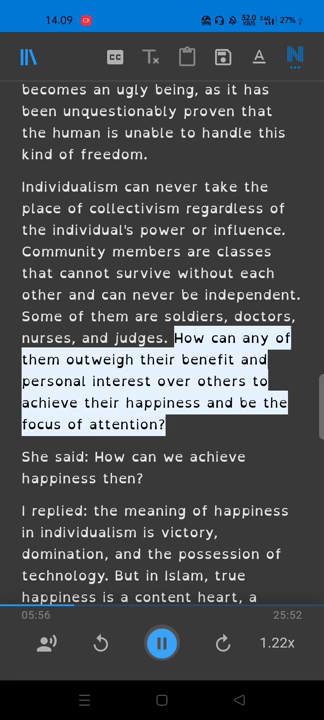 14.09
32.0 KB/S
27%
CC
becomes an ugly being, as it has
been unquestionably proven that
the human is unable to handle this
kind of freedom.
Individualism can never take the
place of collectivism regardless of
the individual's power or influence.
Community members are classes
that cannot survive without each
other and can never be independent.
Some of them are soldiers, doctors,
nurses, and judges. How can any of
them outweigh their benefit and
personal interest over others to
achieve their happiness and be the
focus of attention?
She said: How can we achieve
happiness then?
I replied: the meaning of happiness
in individualism is victory,
domination, and the possession of
technology. But in Islam, true
happiness is a content heart, a
05:56
25:52
1.22x